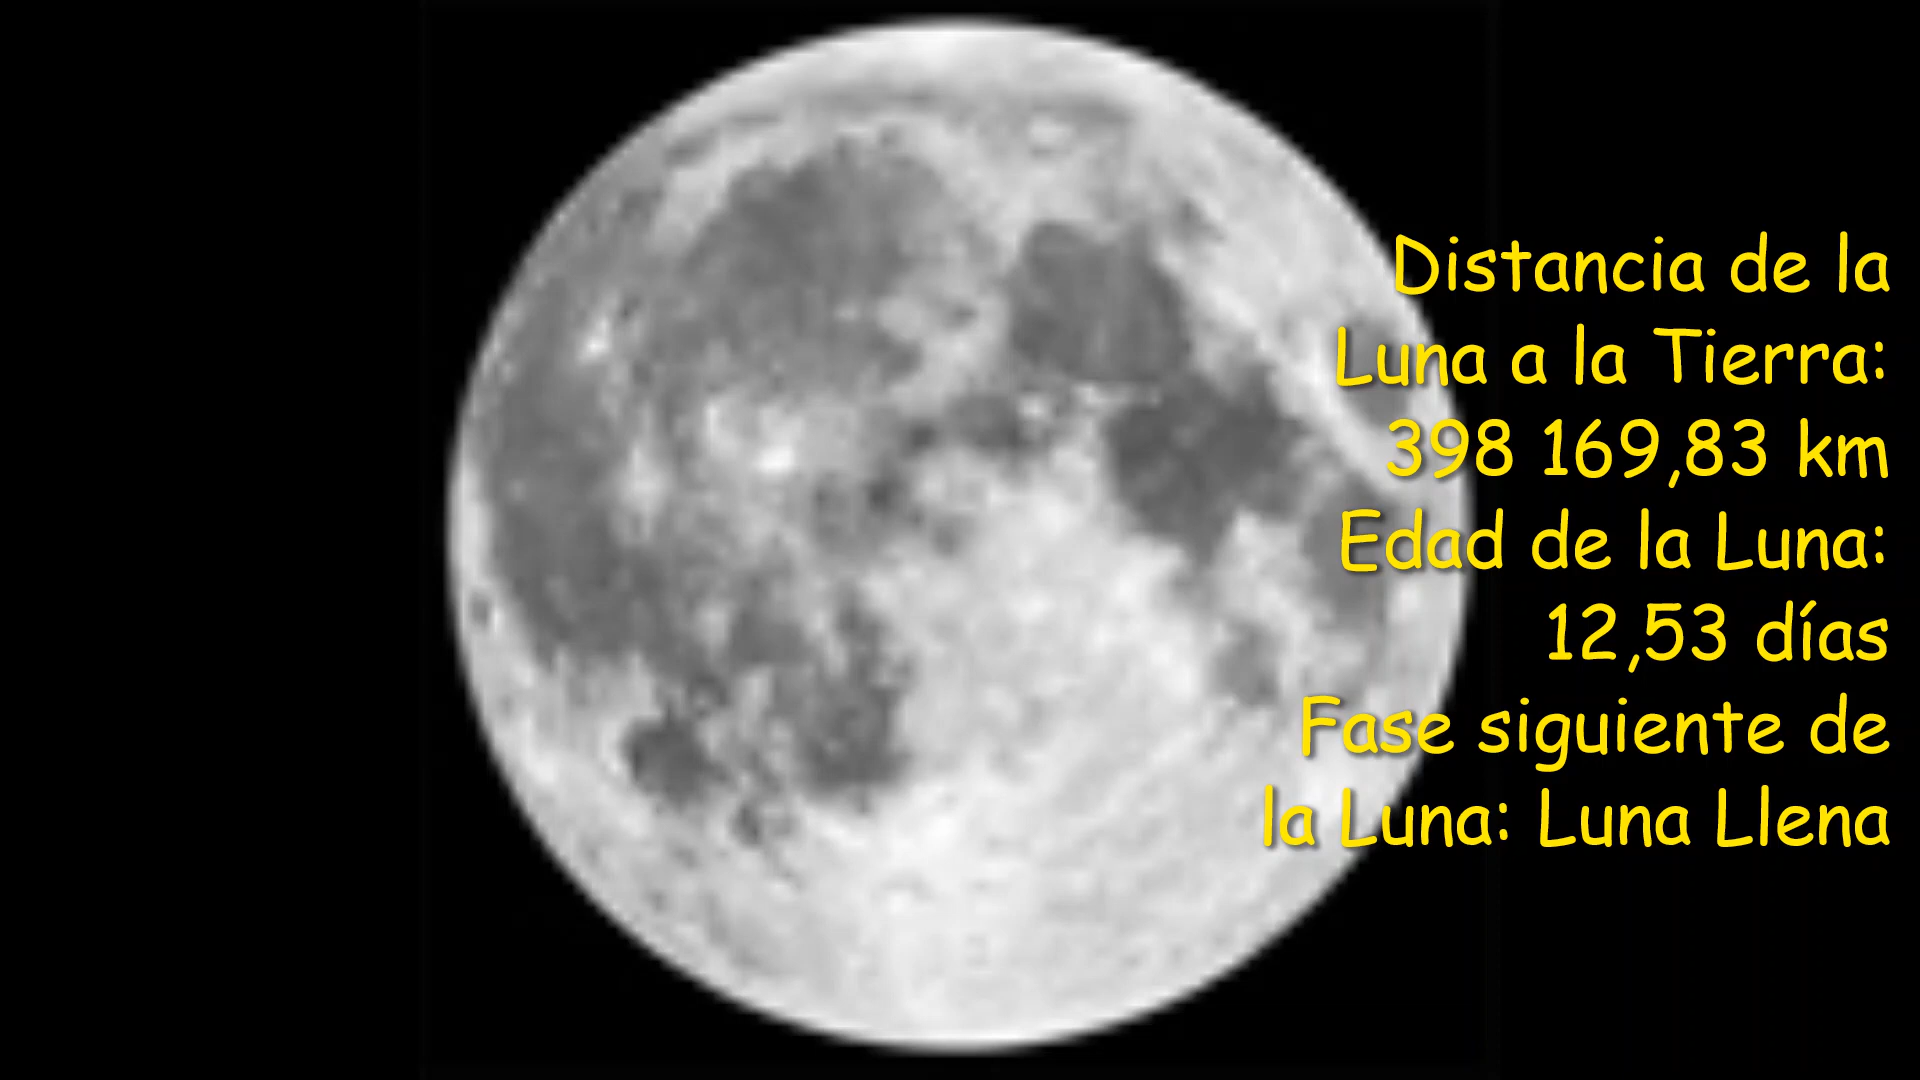 Distancia de la
Luna a la Tierra:
398 169,83 km
Edad de la Luna:
12,53 días
Fase siguiente de
la Luna: Luna Llena